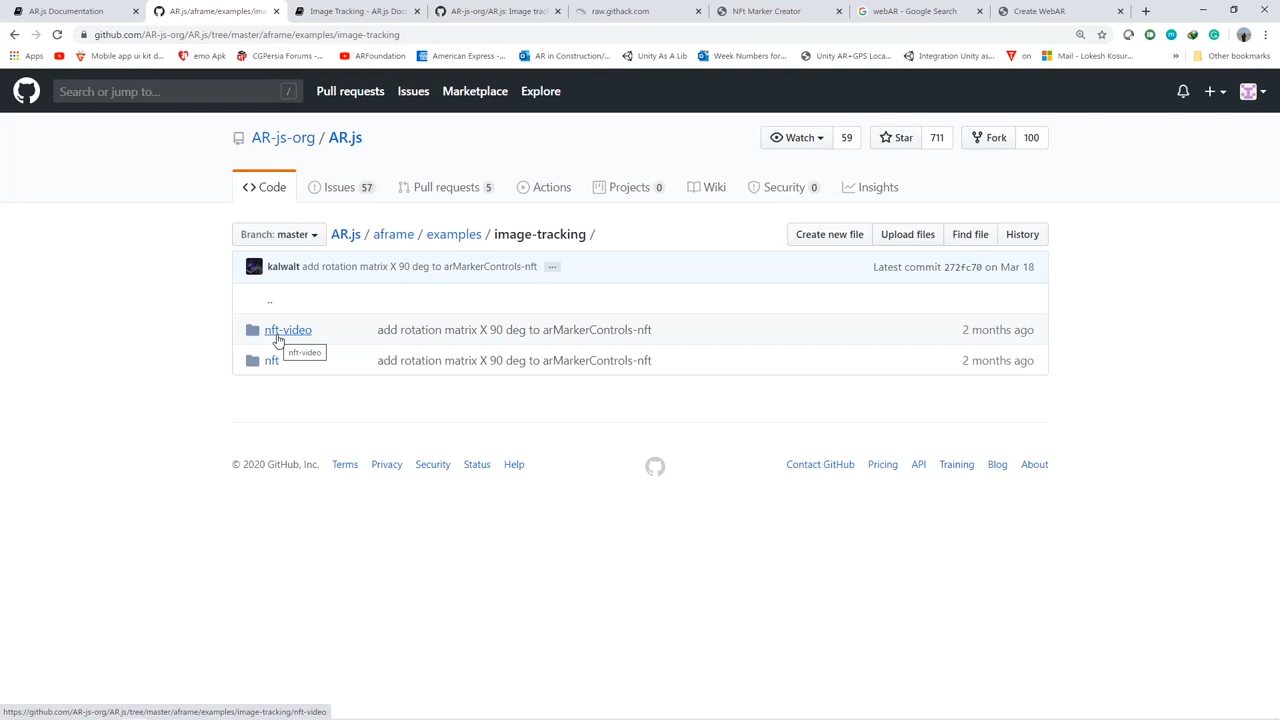 AR.js Documentation
AR.js/aframe/examples/ima
Image Tracking - AR.js Doc
AR-js-org/AR.js: Image trac
raw.githack.com
NFt Marker Creator
webAR - Google Search
Create WebAR
github.com/AR-js-org/AR.js/tree/master/aframe/examples/image-tracking
Apps
Mobile app ui kit d...
emo Apk
CGPersia Forums -...
ARFoundation
American Express -...
AR in Construction/...
Unity As A Lib
Week Numbers for...
Unity AR+GPS Loca...
Integration Unity as...
on
Mail - Lokesh Kosur...
»
Other bookmarks
Search or jump to...
/
Pull requests
Issues
Marketplace
Explore
AR-js-org / AR.js
Watch
59
Star
711
Fork
100
Code
Issues 57
Pull requests 5
Actions
Projects 0
Wiki
Security 0
Insights
Branch: master
AR.js / aframe / examples / image-tracking /
Create new file
Upload files
Find file
History
kalwalt add rotation matrix X 90 deg to arMarkerControls-nft ...
Latest commit 272fc70 on Mar 18
..
nft-video
add rotation matrix X 90 deg to arMarkerControls-nft
2 months ago
nft-video
nft
add rotation matrix X 90 deg to arMarkerControls-nft
2 months ago
© 2020 GitHub, Inc.
Terms
Privacy
Security
Status
Help
Contact GitHub
Pricing
API
Training
Blog
About
https://github.com/AR-js-org/AR.js/tree/master/aframe/examples/image-tracking/nft-video